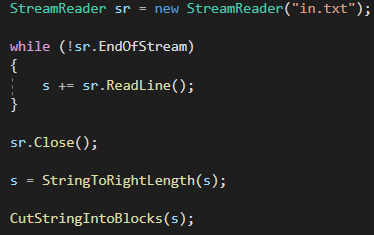 StreamReader sr = new StreamReader("in.txt");
while (!sr.EndOfStream)
{
s += sr.ReadLine();
}
sr.Close();
s = StringToRightLength(s);
CutStringIntoBlocks(s);